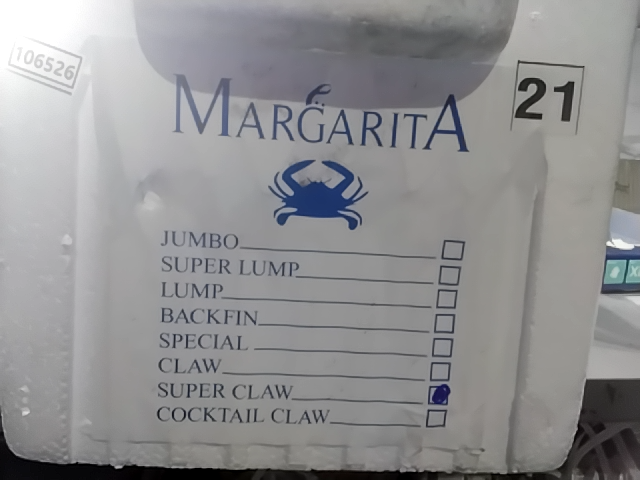 106526
MARGARITA
21
JUMBO
SUPER LUMP
LUMP
BACKFIN
SPECIAL
CLAW
SUPER CLAW
COCKTAIL CLAW